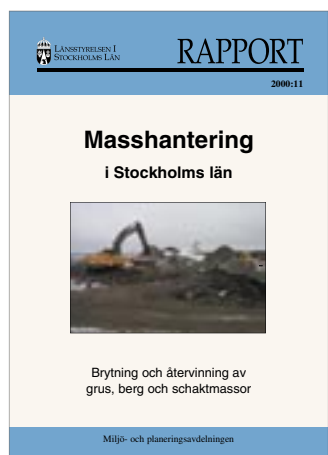 LÄNSSTYRELSEN I
STOCKHOLMS LÄN
RAPPORT
2000:11
Masshantering
i Stockholms län
Brytning och återvinning av
grus, berg och schaktmassor
Miljö- och planeringsavdelningen